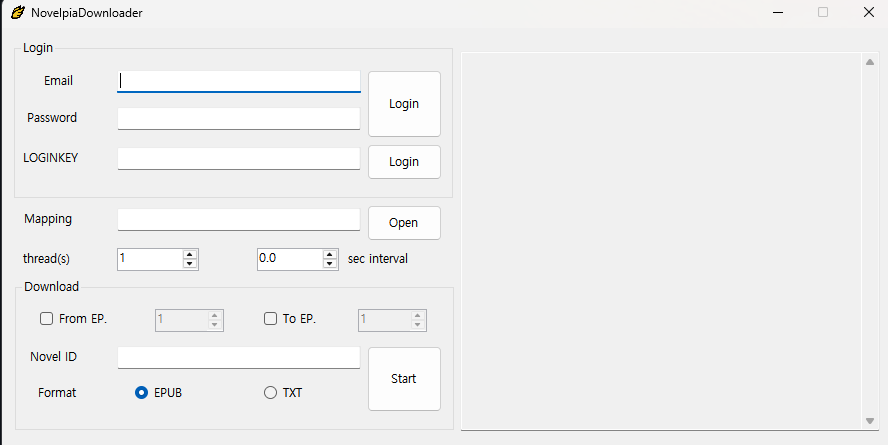 NovelpiaDownloader
Login
Email
Login
Password
LOGINKEY
Login
Mapping
Open
thread(s)
1
0.0
sec interval
Download
From EP.
1
To EP.
1
Novel ID
Start
Format
EPUB
TXT